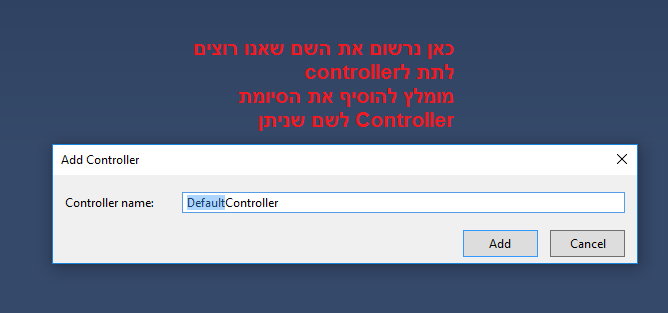 כאן נרשום את השם שאנו רוצים
לתת לcontroller
מומלץ להוסיף את הסיומת
Controller לשם שניתן
Add Controller
Controller name: DefaultController
Add Cancel